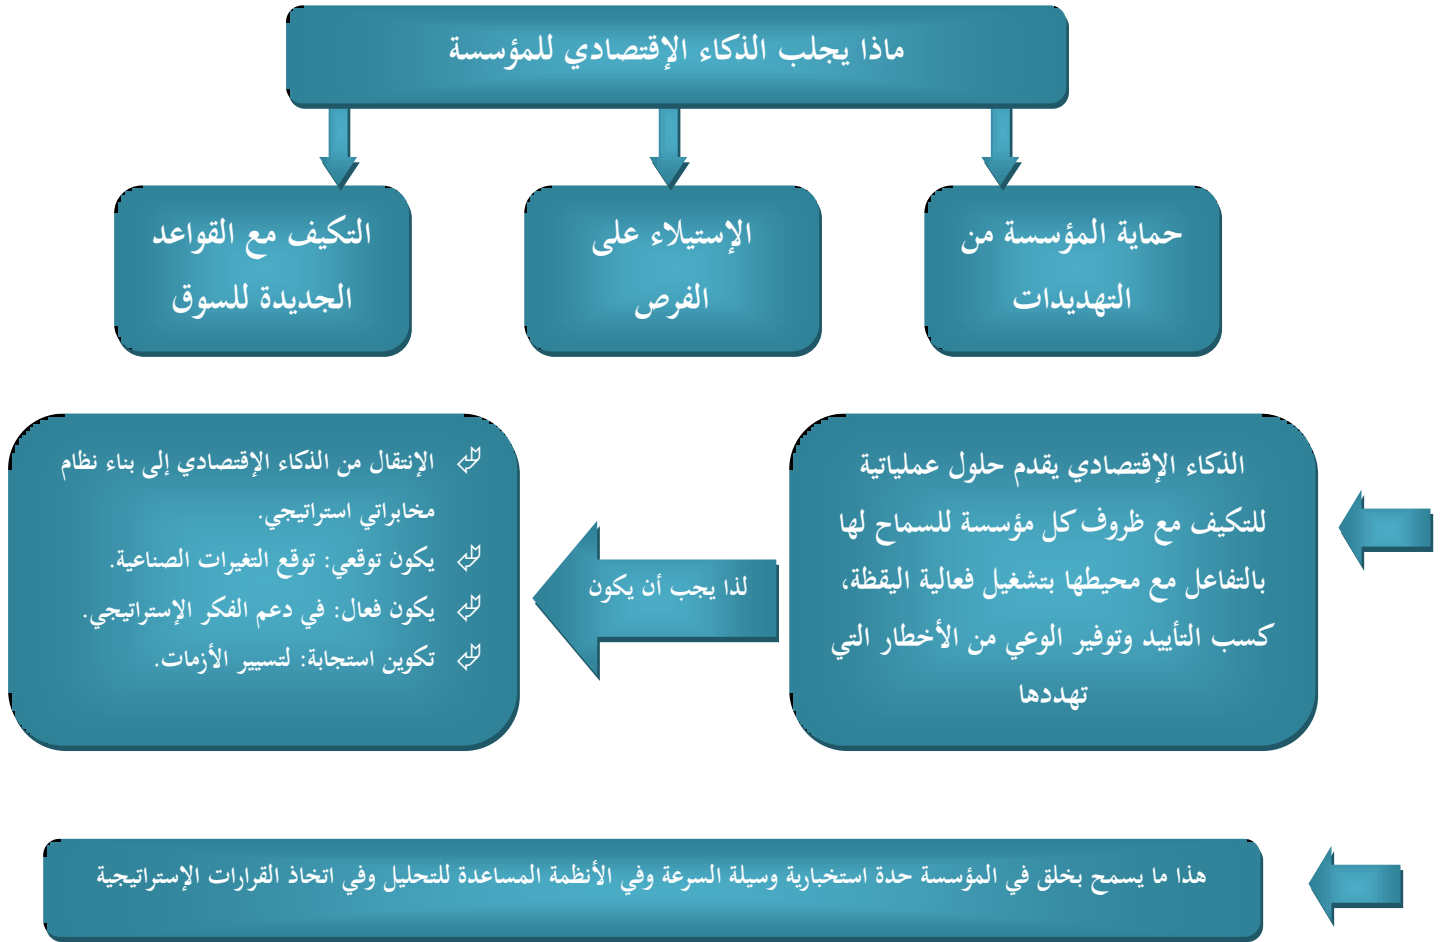 ماذا يجلب الذكاء الإقتصادي للمؤسسة
حماية المؤسسة من
التهديدات
الإستيلاء على
الفرص
التكيف مع القواعد
الجديدة للسوق
الذكاء الإقتصادي يقدم حلول عملياتية
للتكيف مع ظروف كل مؤسسة للسماح لها
بالتفاعل مع محيطها بتشغيل فعالية اليقظة،
كسب التأييد وتوفير الوعي من الأخطار التي
تهددها
لذا يجب أن يكون
الإنتقال من الذكاء الإقتصادي إلى بناء نظام
مخابراتي استراتيجي.
يكون توقعي: توقع التغيرات الصناعية.
يكون فعال: في دعم الفكر الإستراتيجي.
تكوين استجابة: لتسيير الأزمات.
هذا ما يسمح بخلق في المؤسسة حدة استخبارية وسيلة السرعة وفي الأنظمة المساعدة للتحليل وفي اتخاذ القرارات الإستراتيجية